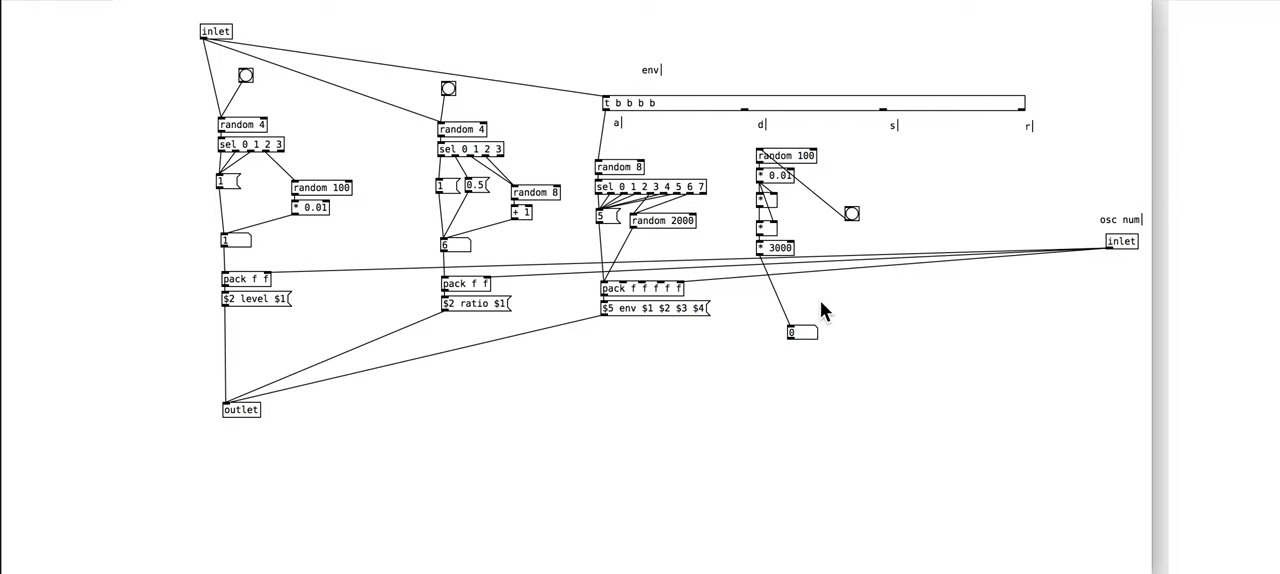 inlet
env
t b b b b
a
d
s
r
random 4
random 4
sel 0 1 2 3
sel 0 1 2 3
random 100
random 8
* 0.01
1
random 100
* 0.01
1
0.5
random 8
+ 1
sel 0 1 2 3 4 5 6 7
5
random 2000
*
*
* 3000
osc num
inlet
1
6
pack f f
$2 level $1
pack f f
$2 ratio $1
pack f f f f f
$5 env $1 $2 $3 $4
0
outlet